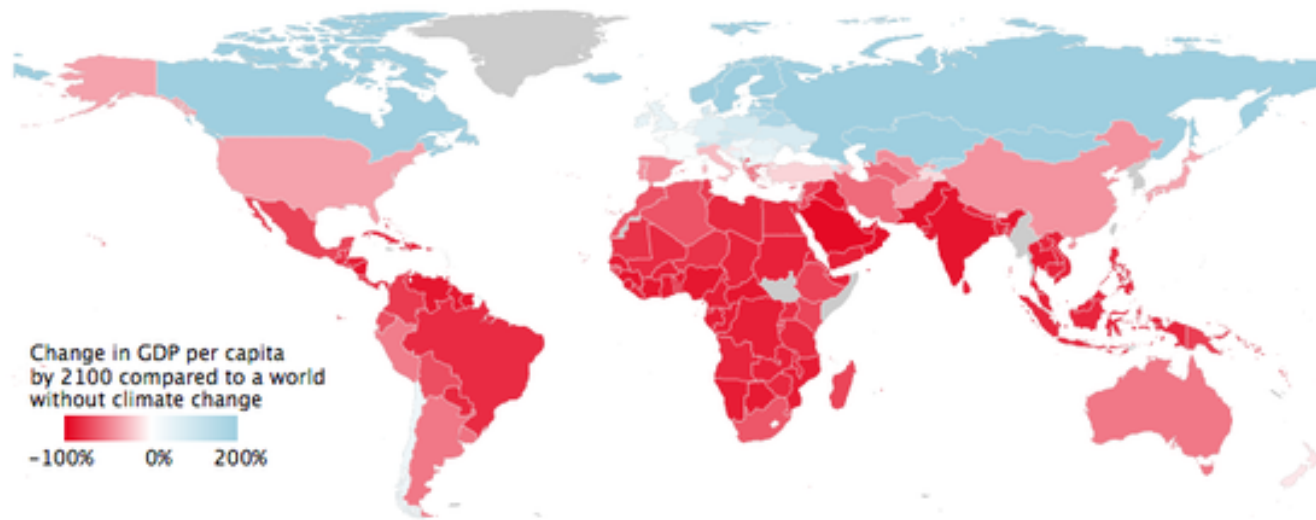 Change in GDP per capita
by 2100 compared to a world
without climate change
-100% 0% 200%